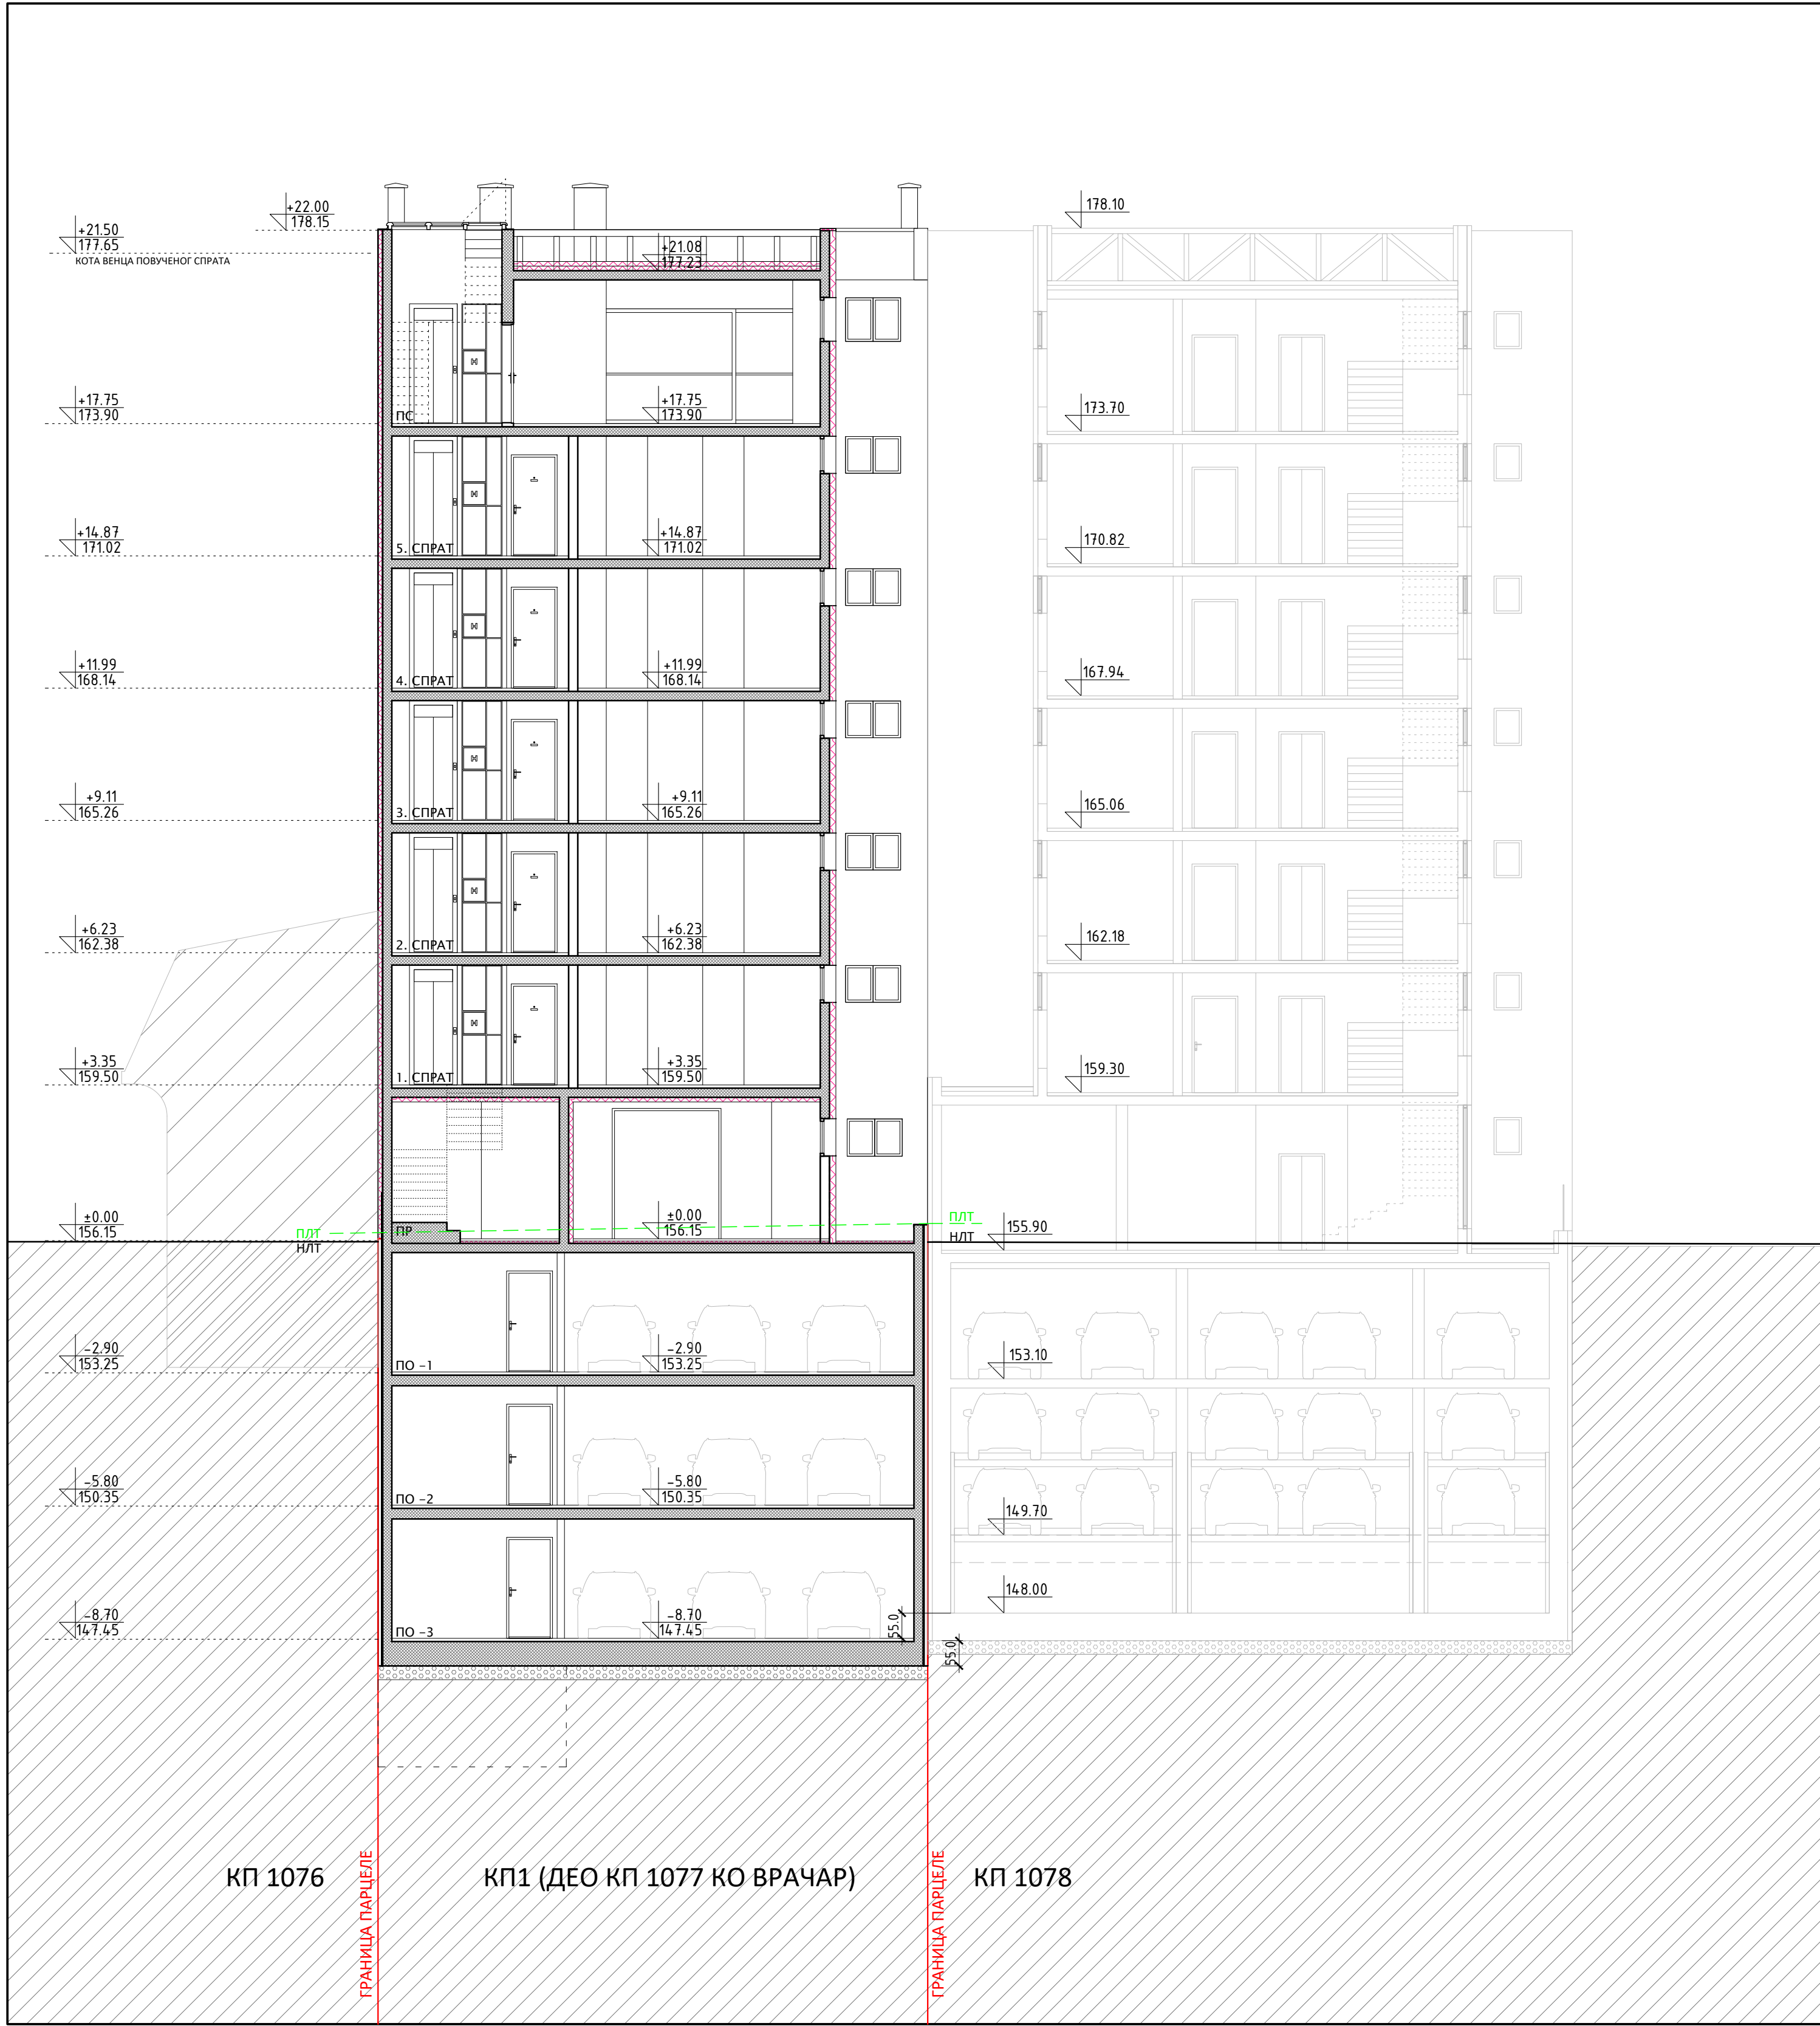 +22.00
178.15
+21.50
177.65
КОТА ВЕНЦА ПОВУЧЕНОГ СПРАТА
+21.08
177.23
178.10
+17.75
173.90
ПС
+17.75
173.90
173.70
+14.87
171.02
5. СПРАТ
+14.87
171.02
170.82
+11.99
168.14
4. СПРАТ
+11.99
168.14
167.94
+9.11
165.26
3. СПРАТ
+9.11
165.26
165.06
+6.23
162.38
2. СПРАТ
+6.23
162.38
162.18
+3.35
159.50
1. СПРАТ
+3.35
159.50
159.30
±0.00
156.15
ПЛТ
НЛТ
ПР
±0.00
156.15
ПЛТ
НЛТ
155.90
-2.90
153.25
ПО -1
-2.90
153.25
153.10
-5.80
150.35
ПО -2
-5.80
150.35
149.70
-8.70
147.45
ПО -3
-8.70
147.45
55.0
148.00
55.0
КП 1076
ГРАНИЦА ПАРЦЕЛЕ
КП1 (ДЕО КП 1077 КО ВРАЧАР)
ГРАНИЦА ПАРЦЕЛЕ
КП 1078